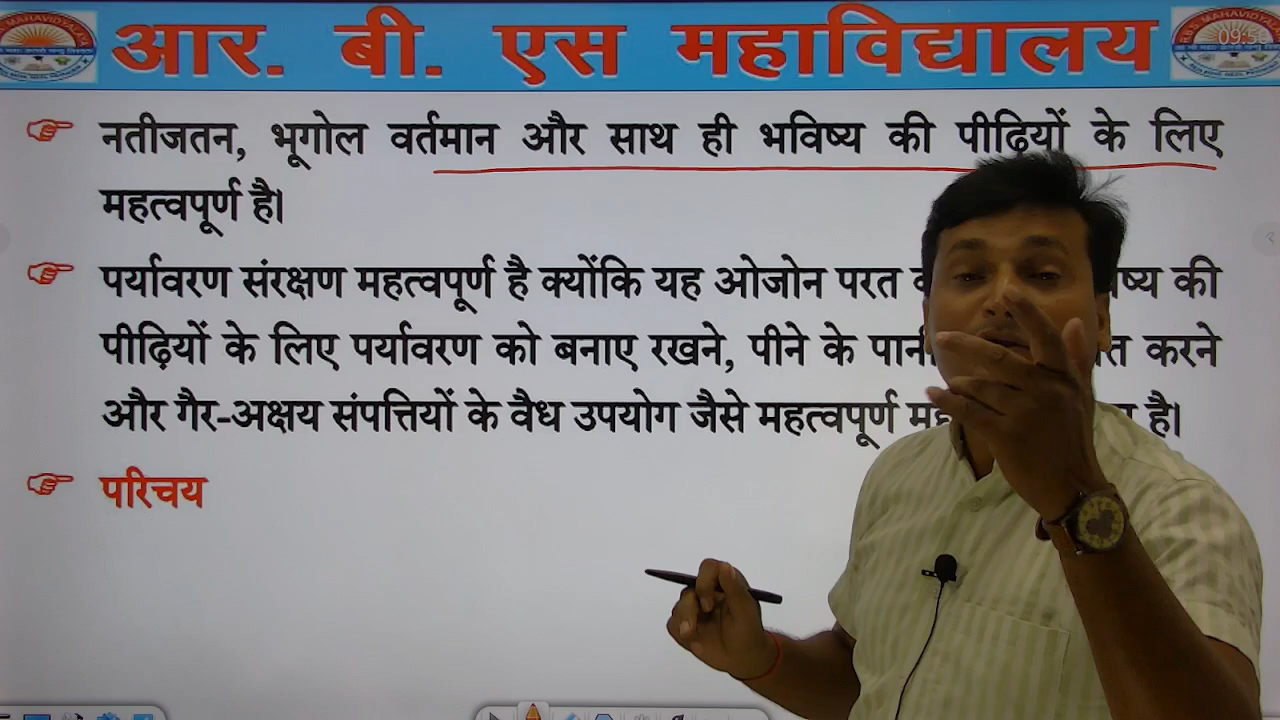 आर. बी. एस महाविद्यालय
नतीजतन, भूगोल वर्तमान और साथ ही भविष्य की पीढ़ियों के लिए
महत्वपूर्ण है।
पर्यावरण संरक्षण महत्वपूर्ण है क्योंकि यह ओजोन परत की
पीढ़ियों के लिए पर्यावरण को बनाए रखने, पीने के पानी करने
और गैर-अक्षय संपत्तियों के वैध उपयोग जैसे महत्वपूर्ण है।
परिचय